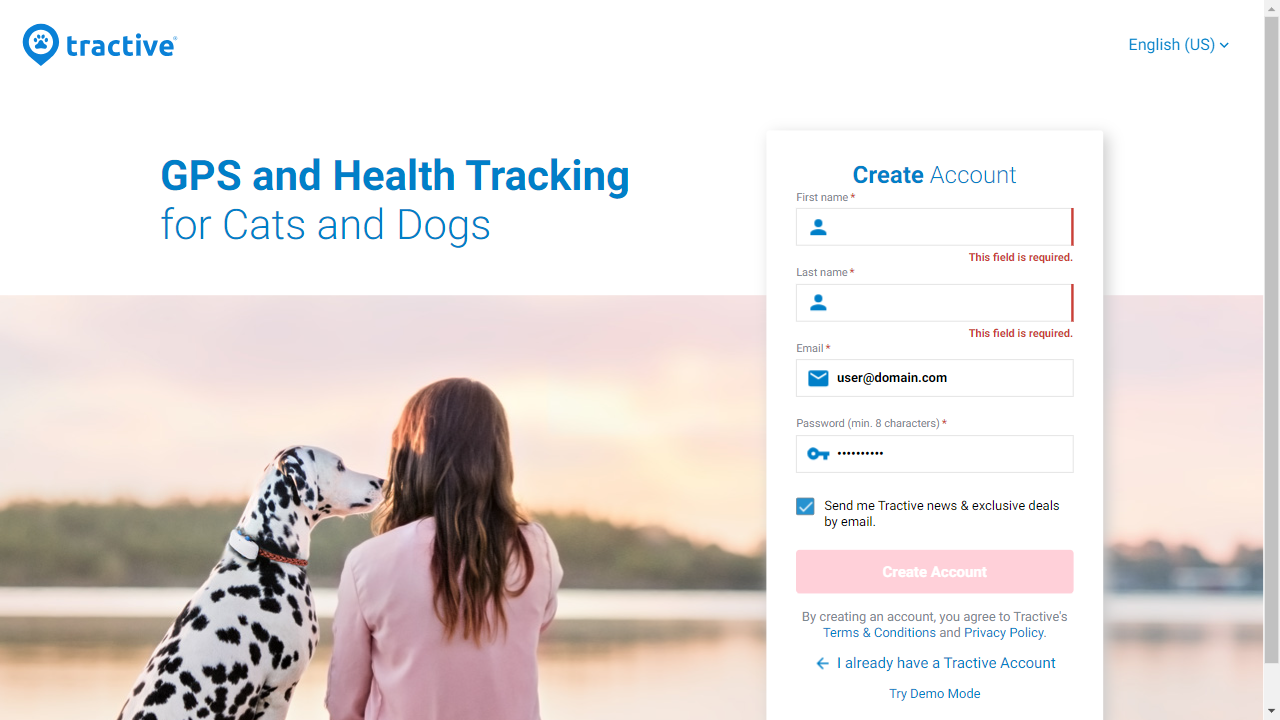 tractive
English (US)
GPS and Health Tracking
for Cats and Dogs
Create Account
First name *
This field is required.
Last name *
This field is required.
Email *
user@domain.com
Password (min. 8 characters) *
••••••••••
Send me Tractive news & exclusive deals
by email.
Create Account
By creating an account, you agree to Tractive's
Terms & Conditions and Privacy Policy.
I already have a Tractive Account
Try Demo Mode